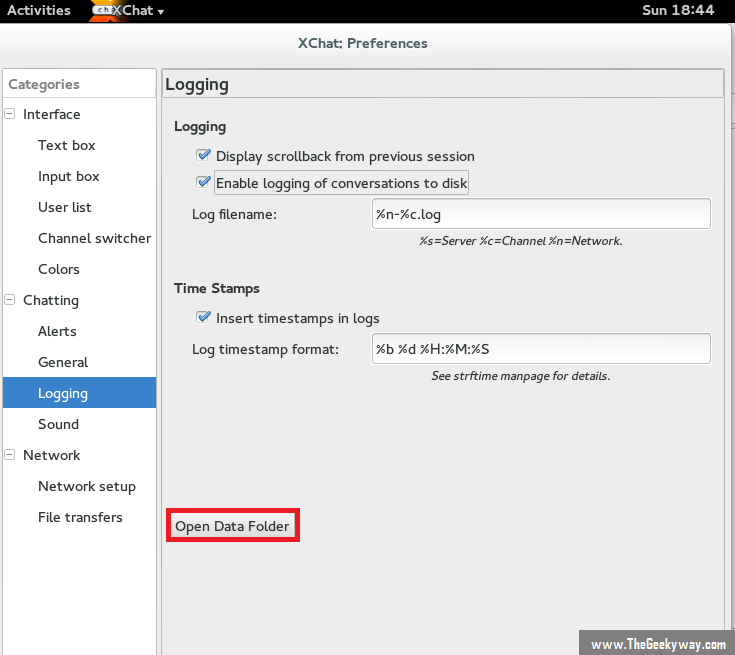 Activities XChat Sun 18:44
XChat: Preferences
Categories
Interface
Text box
Input box
User list
Channel switcher
Colors
Chatting
Alerts
General
Logging
Sound
Network
Network setup
File transfers
Logging
Logging
Display scrollback from previous session
Enable logging of conversations to disk
Log filename: %n-%c.log
%s=Server %c=Channel %n=Network.
Time Stamps
Insert timestamps in logs
Log timestamp format: %b %d %H:%M:%S
See strftime manpage for details.
Open Data Folder
www.TheGeekyway.com